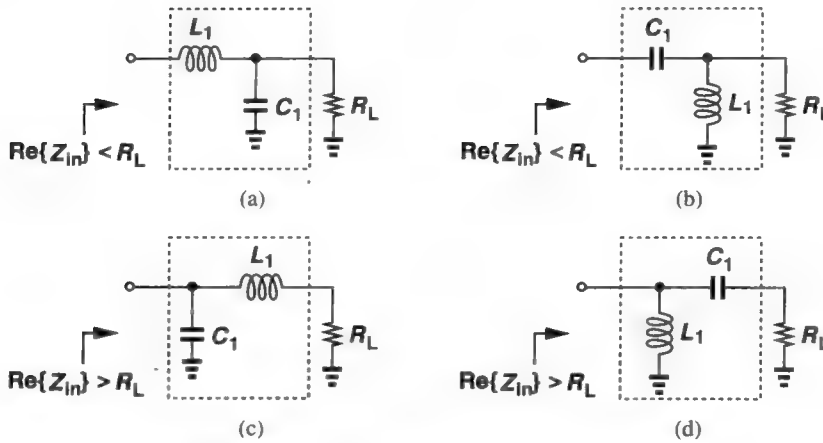 L1
C1
RL
Re{Zin} < RL
(a)
C1
L1
RL
Re{Zin} < RL
(b)
L1
C1
RL
Re{Zin} > RL
(c)
C1
L1
RL
Re{Zin} > RL
(d)